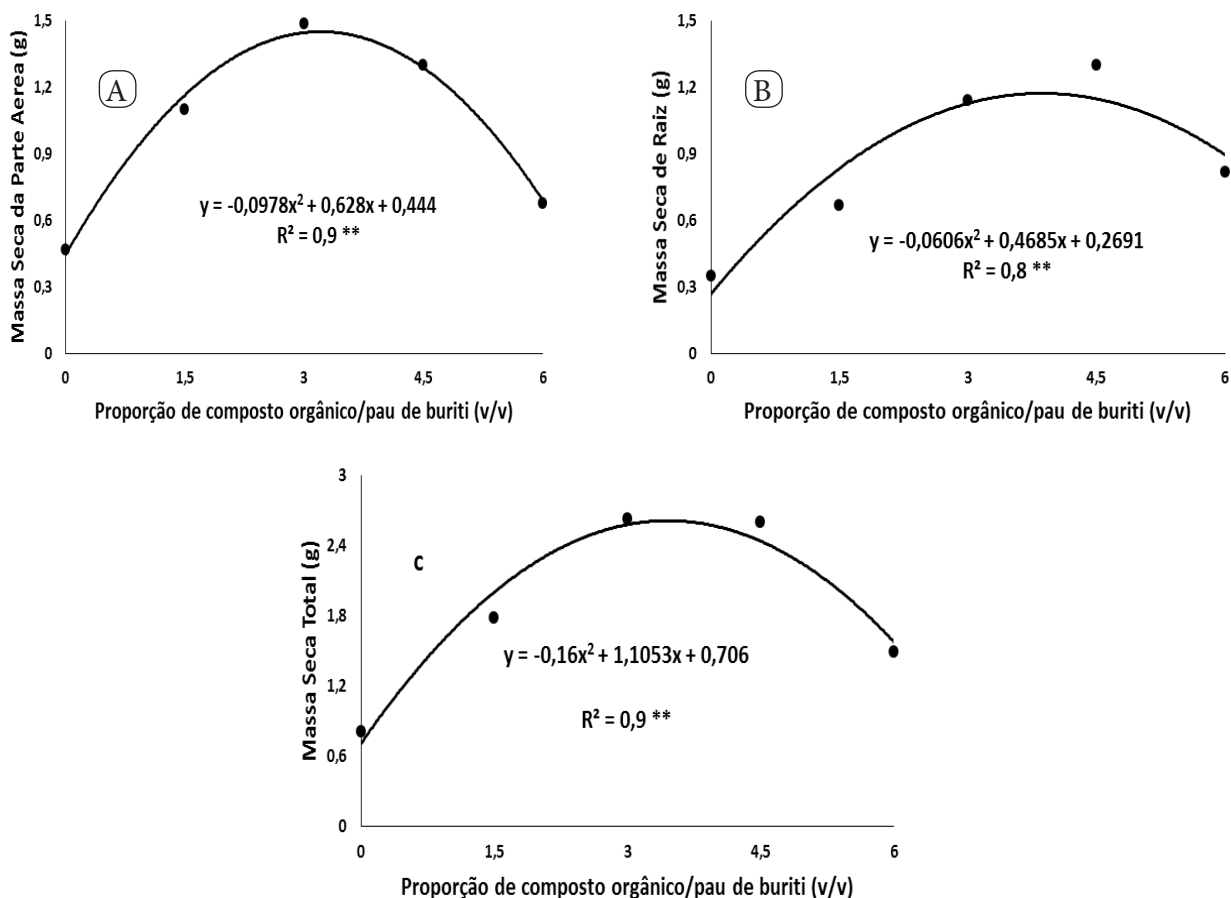 Massa Seca da Parte Aerea (g)
1,5
1,2
0,9
0,6
0,3
0
A
y = -0,0978x² + 0,628x + 0,444
R² = 0,9 **
0 1,5 3 4,5 6
Proporção de composto orgânico/pau de buriti (v/v)
Massa Seca de Raiz (g)
1,5
1,2
0,9
0,6
0,3
0
B
y = -0,0606x² + 0,4685x + 0,2691
R² = 0,8 **
0 1,5 3 4,5 6
Proporção de composto orgânico/pau de buriti (v/v)
Massa Seca Total (g)
3
2,4
1,8
1,2
0,6
0
C
y = -0,16x² + 1,1053x + 0,706
R² = 0,9 **
0 1,5 3 4,5 6
Proporção de composto orgânico/pau de buriti (v/v)